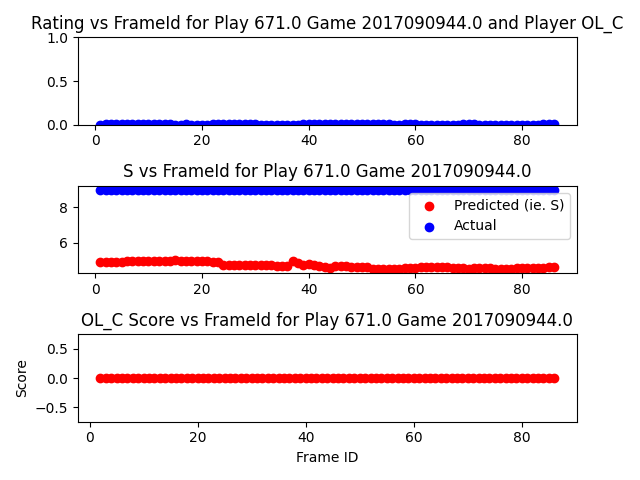 Rating vs FrameId for Play 671.0 Game 2017090944.0 and Player OL_C
1.0
0.5
0.0
0 20 40 60 80
S vs FrameId for Play 671.0 Game 2017090944.0
8
6
Predicted (ie. S)
Actual
0 20 40 60 80
OL_C Score vs FrameId for Play 671.0 Game 2017090944.0
Score
0.5
0.0
−0.5
0 20 40 60 80
Frame ID